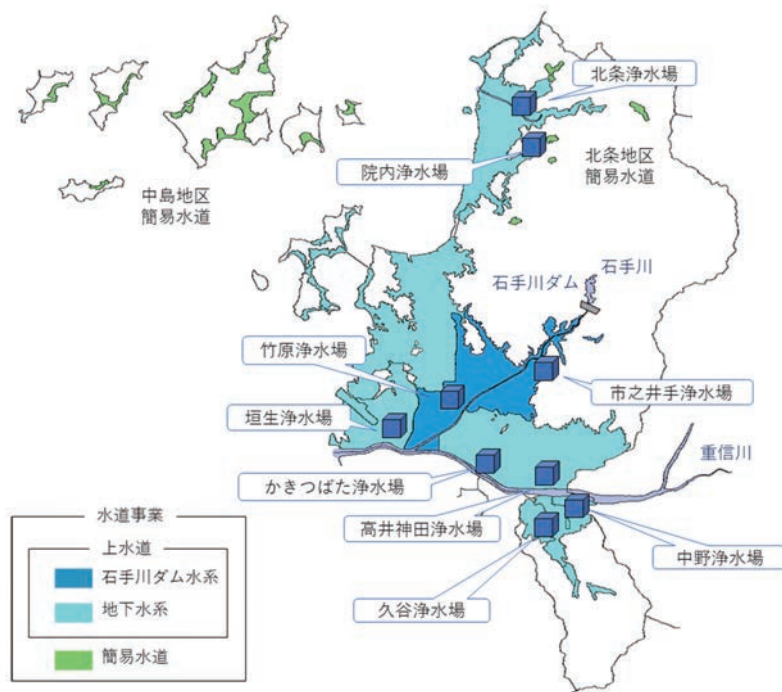 北条浄水場
院内浄水場
北条地区
簡易水道
中島地区
簡易水道
石手川
石手川ダム
竹原浄水場
市之井手浄水場
垣生浄水場
重信川
かきつばた浄水場
高井神田浄水場
中野浄水場
久谷浄水場
水道事業
上水道
石手川ダム水系
地下水系
簡易水道